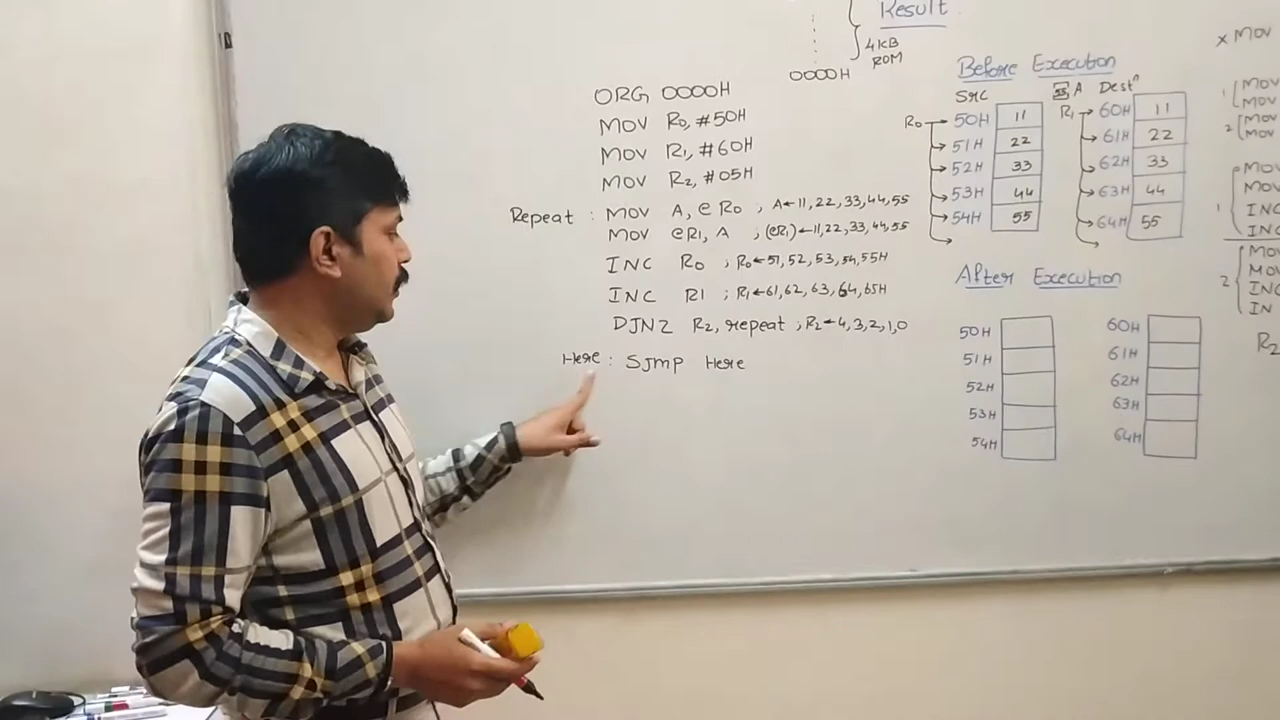 Result
4KB
ROM
0000H
ORG 0000H
MOV R0, #50H
MOV R1, #60H
MOV R2, #05H
Repeat : MOV A, @R0 ; A←11,22,33,44,55
MOV @R1, A ; (@R1)←11,22,33,44,55
INC R0 ; R0←51, 52, 53, 54, 55H
INC R1 ; R1←61, 62, 63, 64, 65H
DJNZ R2, repeat ; R2←4, 3, 2, 1, 0
Here : SJMP Here
Before Execution
Src 55 A Destn
R0 50H 11 R1 60H 11
51H 22 61H 22
52H 33 62H 33
53H 44 63H 44
54H 55 64H 55
After Execution
50H 60H
51H 61H
52H 62H
53H 63H
54H 64H
x MOV
1 MOV
MOV
2 MOV
MOV
MOV
1 MOV
INC
INC
MOV
2 MOV
INC
IN
R2